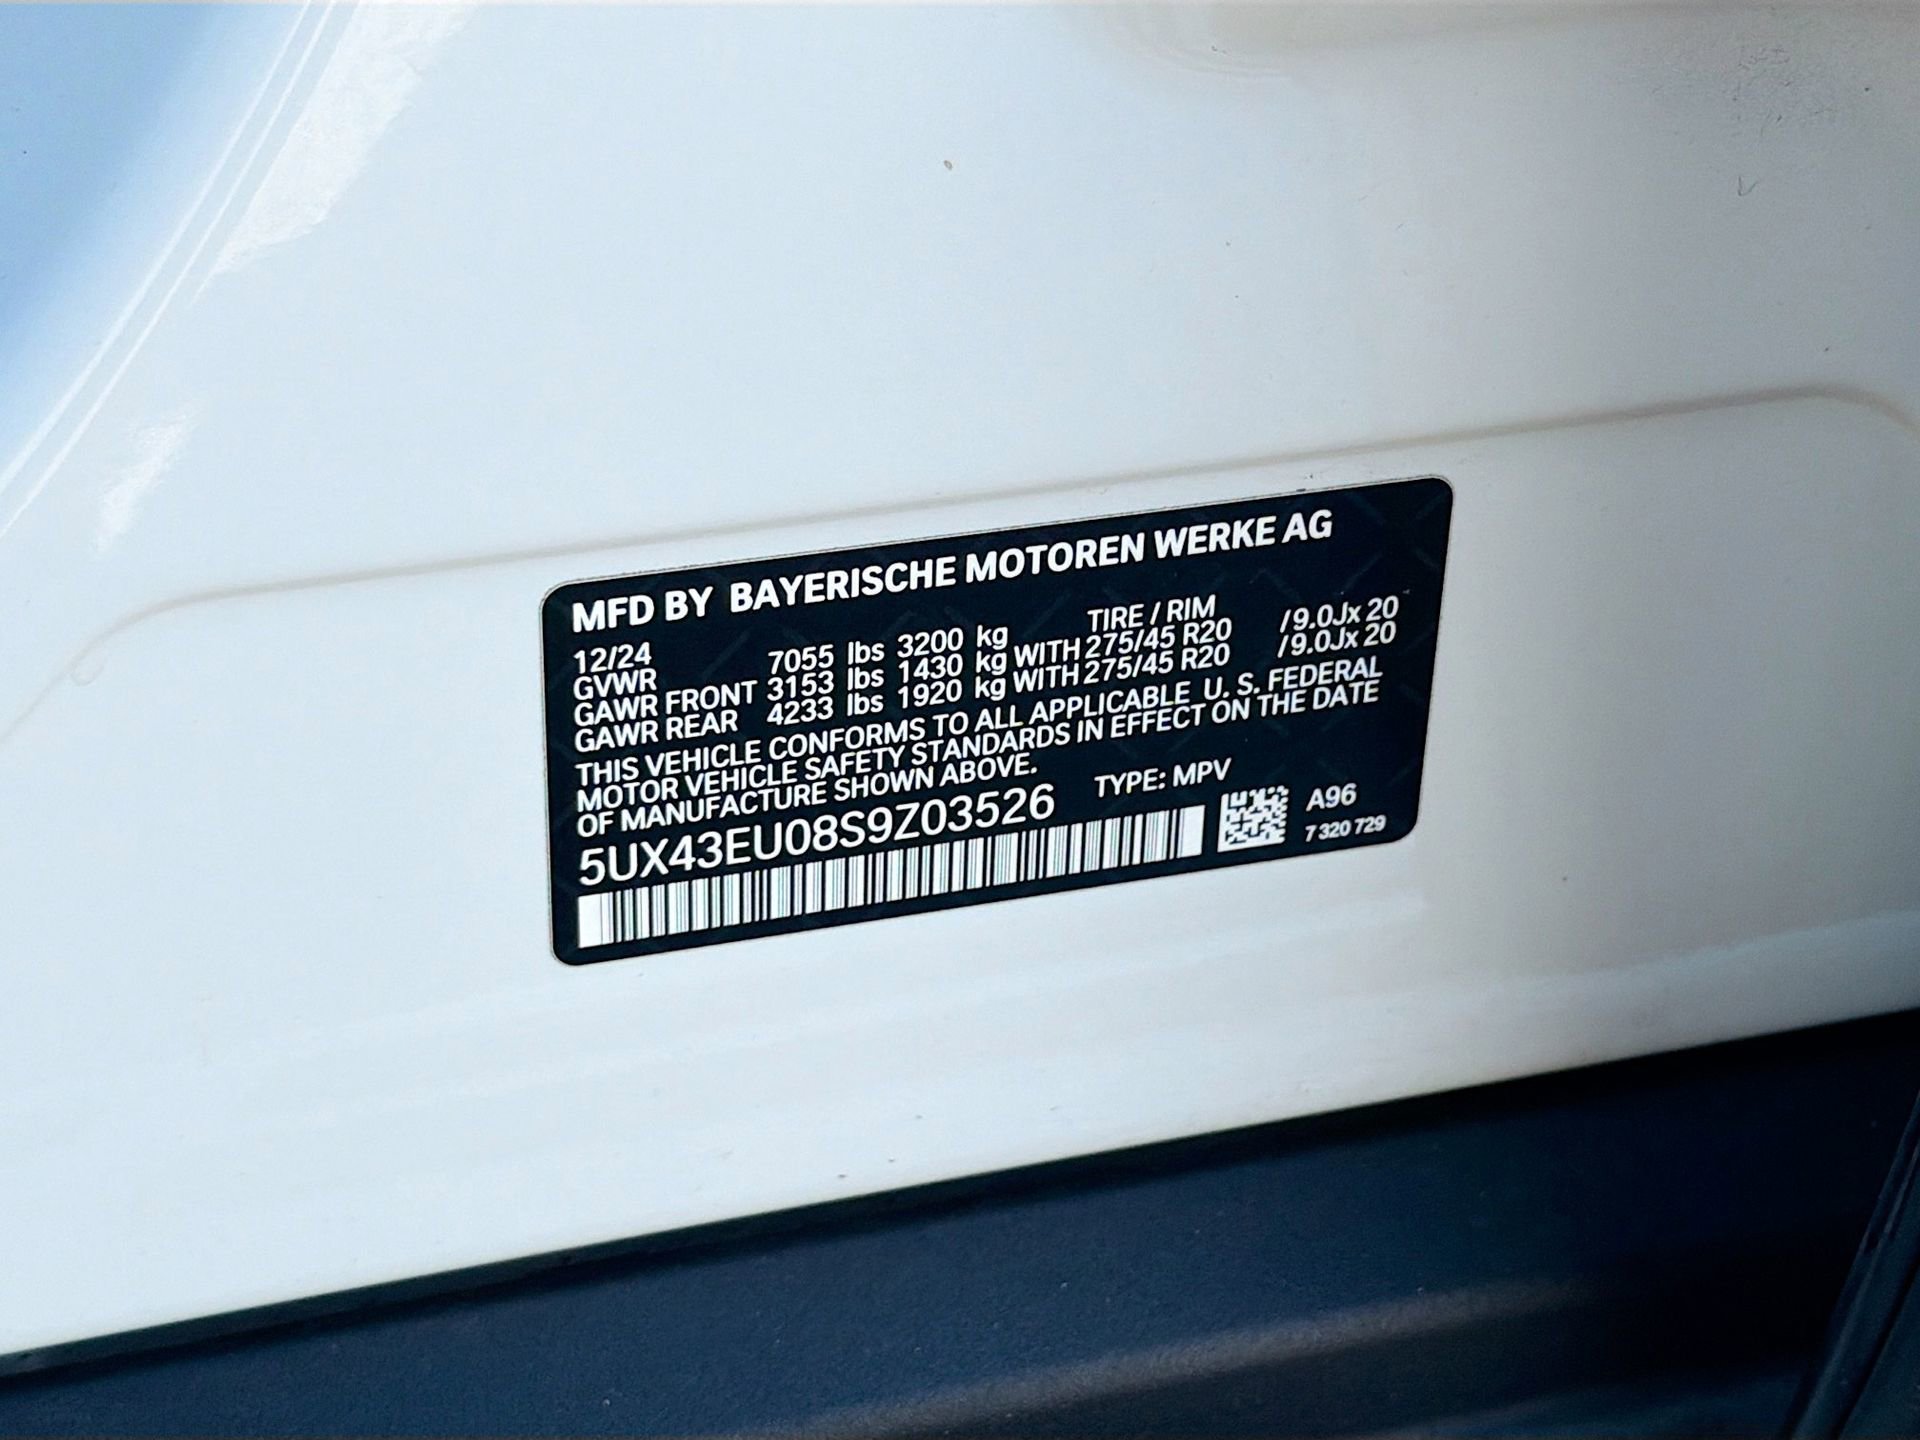 MFD BY BAYERISCHE MOTOREN WERKE AG
12/24 TIRE / RIM
GVWR 7055 lbs 3200 kg
GAWR FRONT 3153 lbs 1430 kg WITH 275/45 R20 /9.0Jx 20
GAWR REAR 4233 lbs 1920 kg WITH 275/45 R20 /9.0Jx 20
THIS VEHICLE CONFORMS TO ALL APPLICABLE U. S. FEDERAL
MOTOR VEHICLE SAFETY STANDARDS IN EFFECT ON THE DATE
OF MANUFACTURE SHOWN ABOVE.
5UX43EU08S9Z03526 TYPE: MPV
A96
7 320 729